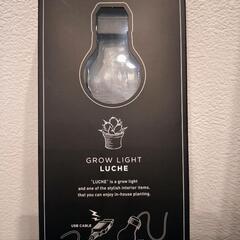 GROW LIGHT
LUCHE
"LUCHE" is a grow light
and one of the stylish interior items,
that you can enjoy in-house planting.
USB CABLE